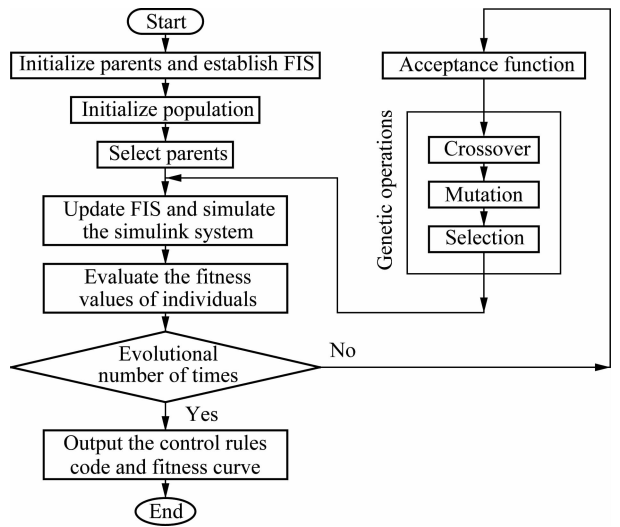 Start
Initialize parents and establish FIS
Initialize population
Select parents
Update FIS and simulate
the simulink system
Evaluate the fitness
values of individuals
Evolutional
number of times
No
Yes
Output the control rules
code and fitness curve
End
Acceptance function
Genetic operations
Crossover
Mutation
Selection